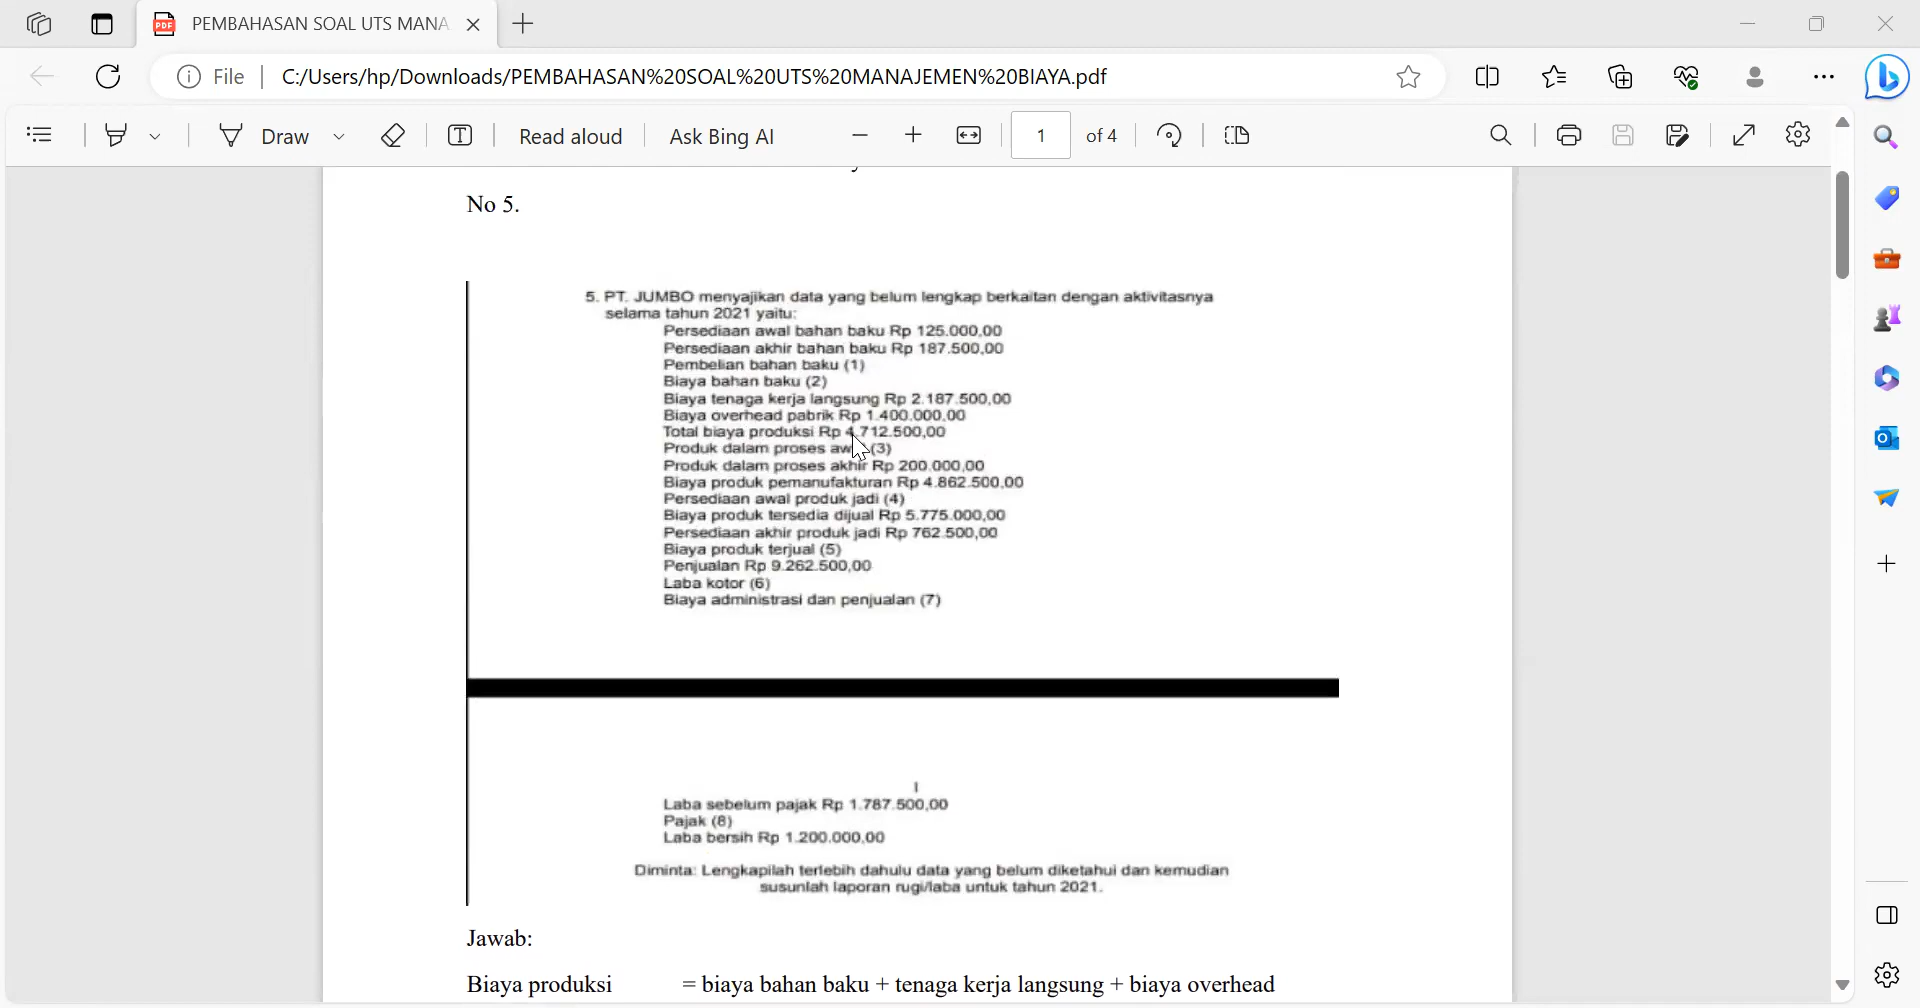 PEMBAHASAN SOAL UTS MANA
File
C:/Users/hp/Downloads/PEMBAHASAN%20SOAL%20UTS%20MANAJEMEN%20BIAYA.pdf
Draw
Read aloud
Ask Bing AI
1 of 4
No 5.
5. PT. JUMBO menyajikan data yang belum lengkap berkaitan dengan aktivitasnya
selama tahun 2021 yaitu:
Persediaan awal bahan baku Rp 125.000,00
Persediaan akhir bahan baku Rp 187.500,00
Pembelian bahan baku (1)
Biaya bahan baku (2)
Biaya tenaga kerja langsung Rp 2.187.500,00
Biaya overhead pabrik Rp 1.400.000,00
Total biaya produksi Rp 4.712.500,00
Produk dalam proses (3)
Produk dalam proses akhir Rp 200.000,00
Biaya produk pemanufakturan Rp 4.862.500,00
Persediaan awal produk jadi (4)
Biaya produk tersedia dijual Rp 5.775.000,00
Persediaan akhir produk jadi Rp 762.500,00
Biaya produk terjual (5)
Penjualan Rp 9.262.500,00
Laba kotor (6)
Biaya administrasi dan penjualan (7)
Laba sebelum pajak Rp 1.787.500,00
Pajak (8)
Laba bersih Rp 1.200.000,00
Diminta: Lengkapilah terlebih dahulu data yang belum diketahui dan kemudian
susunlah laporan rugi/laba untuk tahun 2021.
Jawab:
Biaya produksi = biaya bahan baku + tenaga kerja langsung + biaya overhead